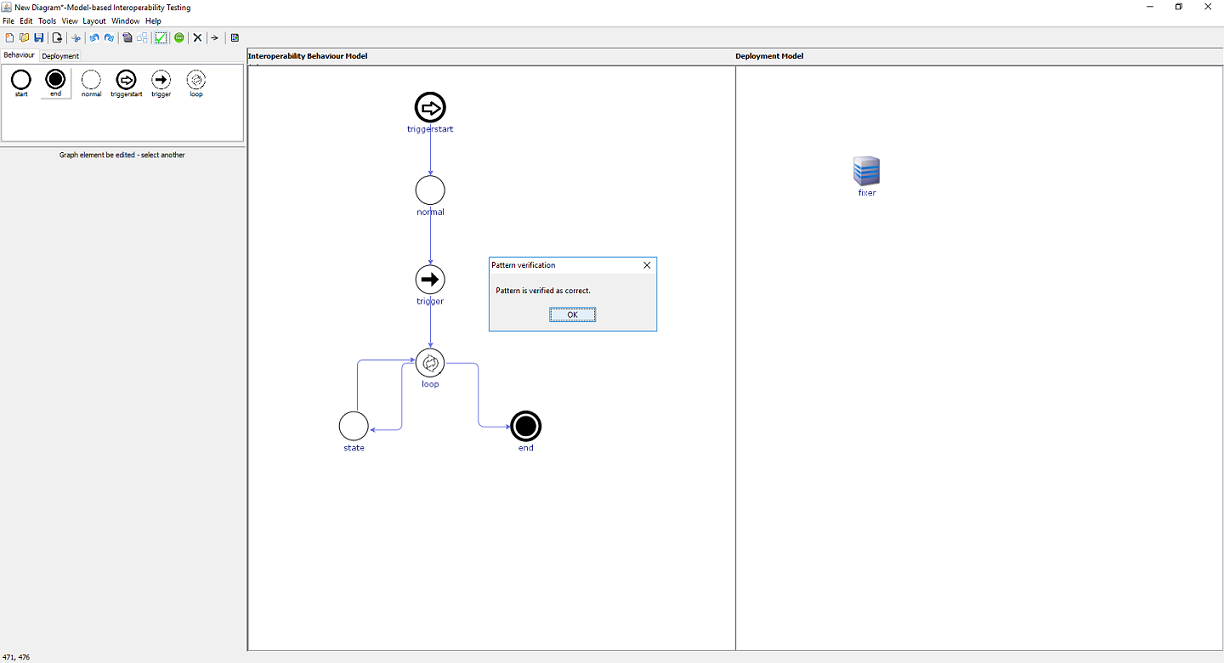 New Diagram*-Model-based Interoperability Testing
File Edit Tools View Layout Window Help
Behaviour Deployment
start end normal triggerstart trigger loop
Graph element be edited - select another
Interoperability Behaviour Model
Deployment Model
triggerstart
fixer
normal
Pattern verification
Pattern is verified as correct.
OK
trigger
loop
state
end
471, 476